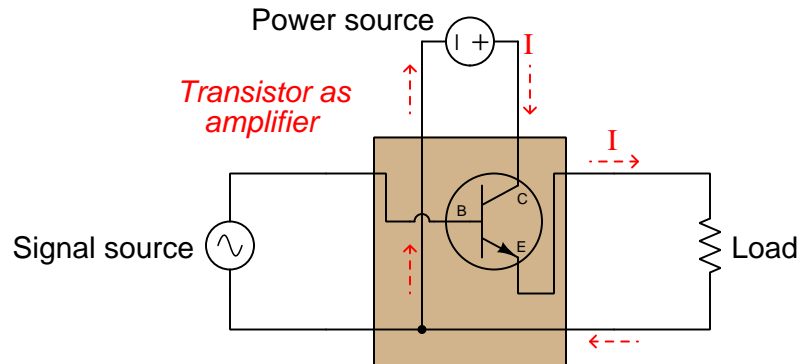 Power source
I
Transistor as
amplifier
I
B
C
E
Signal source
Load
I